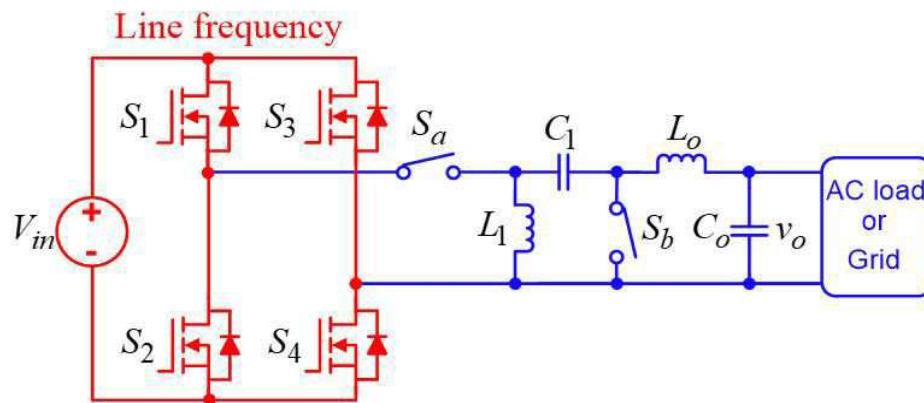 Line frequency
S1
S3
Sa
C1
Lo
Vin
+
-
L1
Sb
Co
vo
AC load
or
Grid
S2
S4